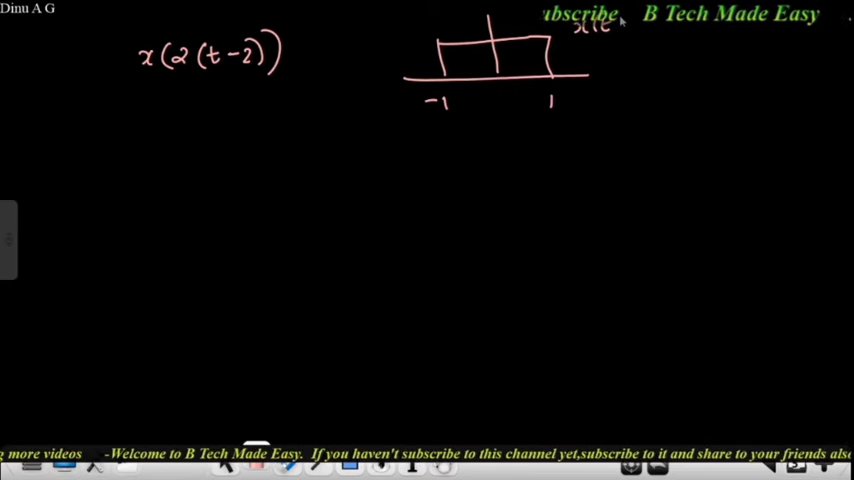 Dinu A G
ubscribe B Tech Made Easy
x(t
x(2(t-2))
-1 1
g more videos -Welcome to B Tech Made Easy. If you haven't subscribe to this channel yet,subscribe to it and share to your friends also